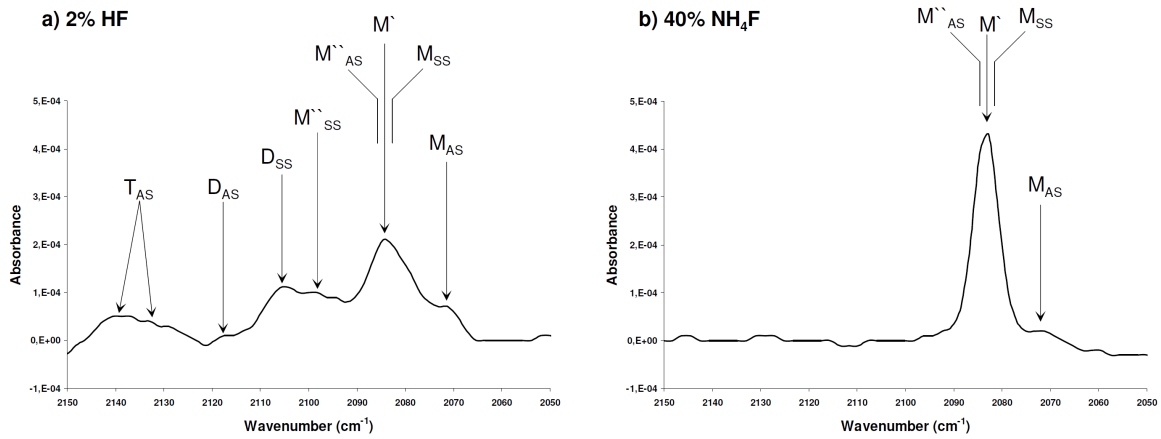 a) 2% HF
M`
M``AS
MSS
M``SS
MAS
DSS
TAS
DAS
5,E-04
4,E-04
3,E-04
2,E-04
1,E-04
0,E+00
-1,E-04
Absorbance
2150 2140 2130 2120 2110 2100 2090 2080 2070 2060 2050
Wavenumber (cm-1)
b) 40% NH4F
M``AS
M`
MSS
MAS
5,E-04
4,E-04
3,E-04
2,E-04
1,E-04
0,E+00
-1,E-04
Absorbance
2150 2140 2130 2120 2110 2100 2090 2080 2070 2060 2050
Wavenumber (cm-1)